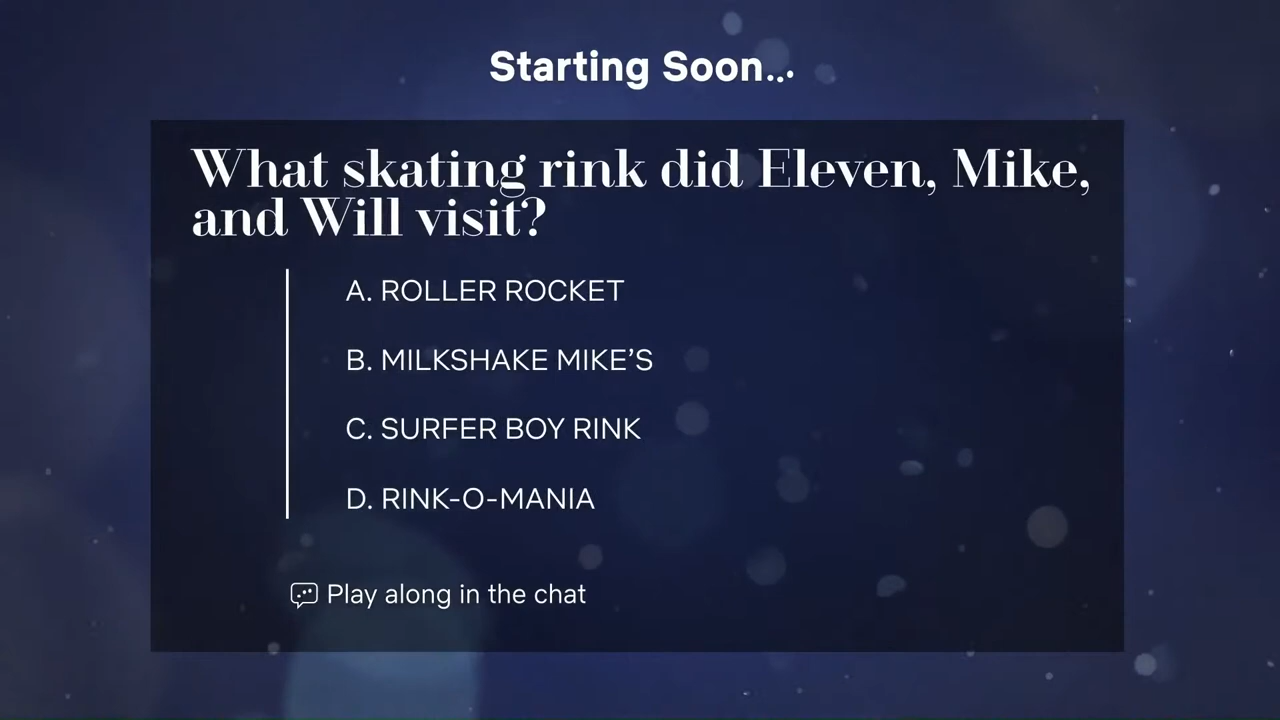 Starting Soon...
What skating rink did Eleven, Mike,
and Will visit?
A. ROLLER ROCKET
B. MILKSHAKE MIKE’S
C. SURFER BOY RINK
D. RINK-O-MANIA
Play along in the chat